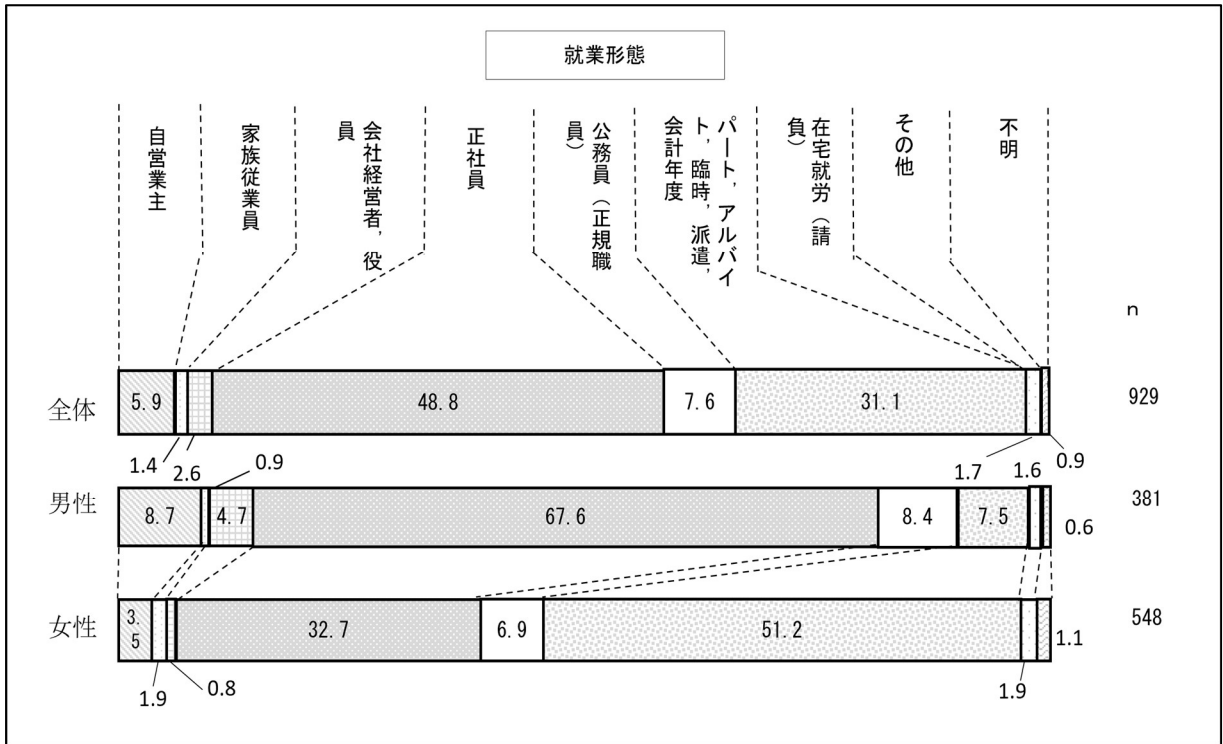 就業形態
自営業主
家族従業員
会社経営者，役
員
正社員
公務員（正規職
員）
パート，アルバイ
ト，臨時，派遣，
会計年度
在宅就労（請
負）
その他
不明
n
全体
5.9
48.8
7.6
31.1
929
1.4
2.6
0.9
1.7
1.6
0.9
男性
8.7
4.7
67.6
8.4
7.5
0.6
381
女性
3.
5
32.7
6.9
51.2
1.1
548
1.9
0.8
1.9